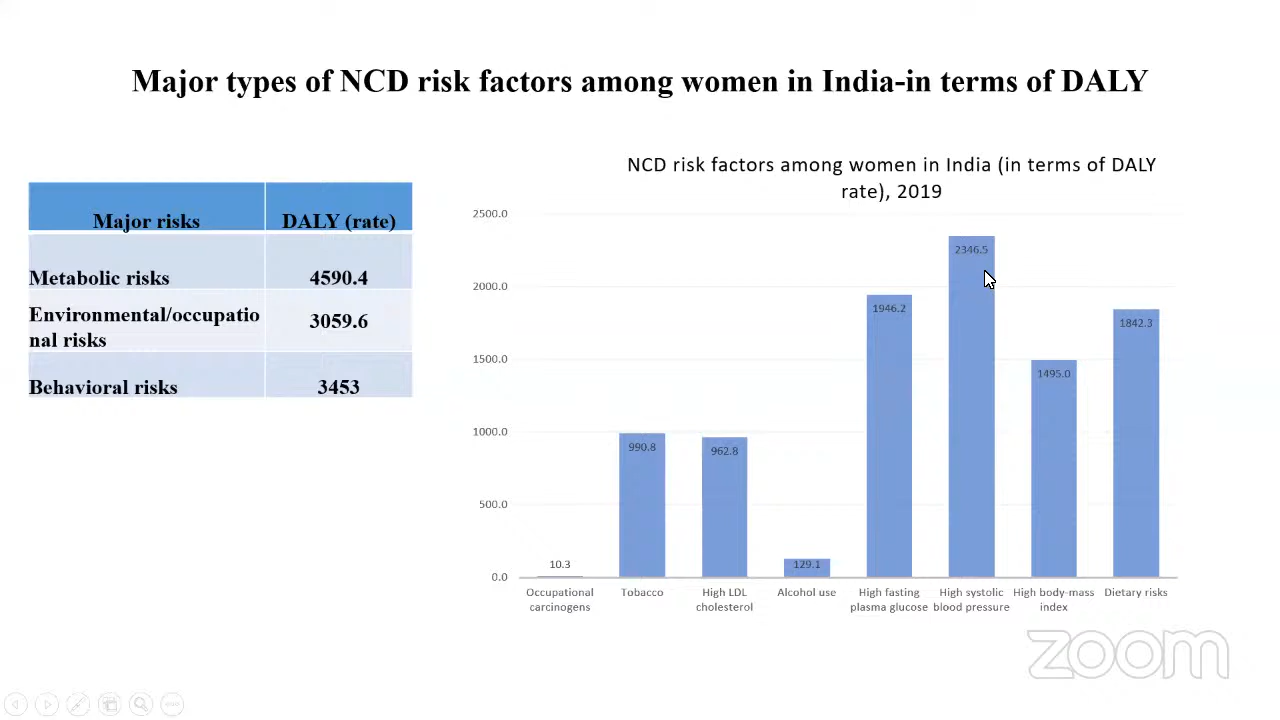 Major types of NCD risk factors among women in India-in terms of DALY
Major risks DALY (rate)
Metabolic risks 4590.4
Environmental/occupatio
nal risks 3059.6
Behavioral risks 3453
NCD risk factors among women in India (in terms of DALY
rate), 2019
2500.0
2000.0
1500.0
1000.0
500.0
0.0
10.3
990.8
962.8
129.1
1946.2
2346.5
1495.0
1842.3
Occupational
carcinogens
Tobacco
High LDL
cholesterol
Alcohol use
High fasting
plasma glucose
High systolic
blood pressure
High body-mass
index
Dietary risks
zoom